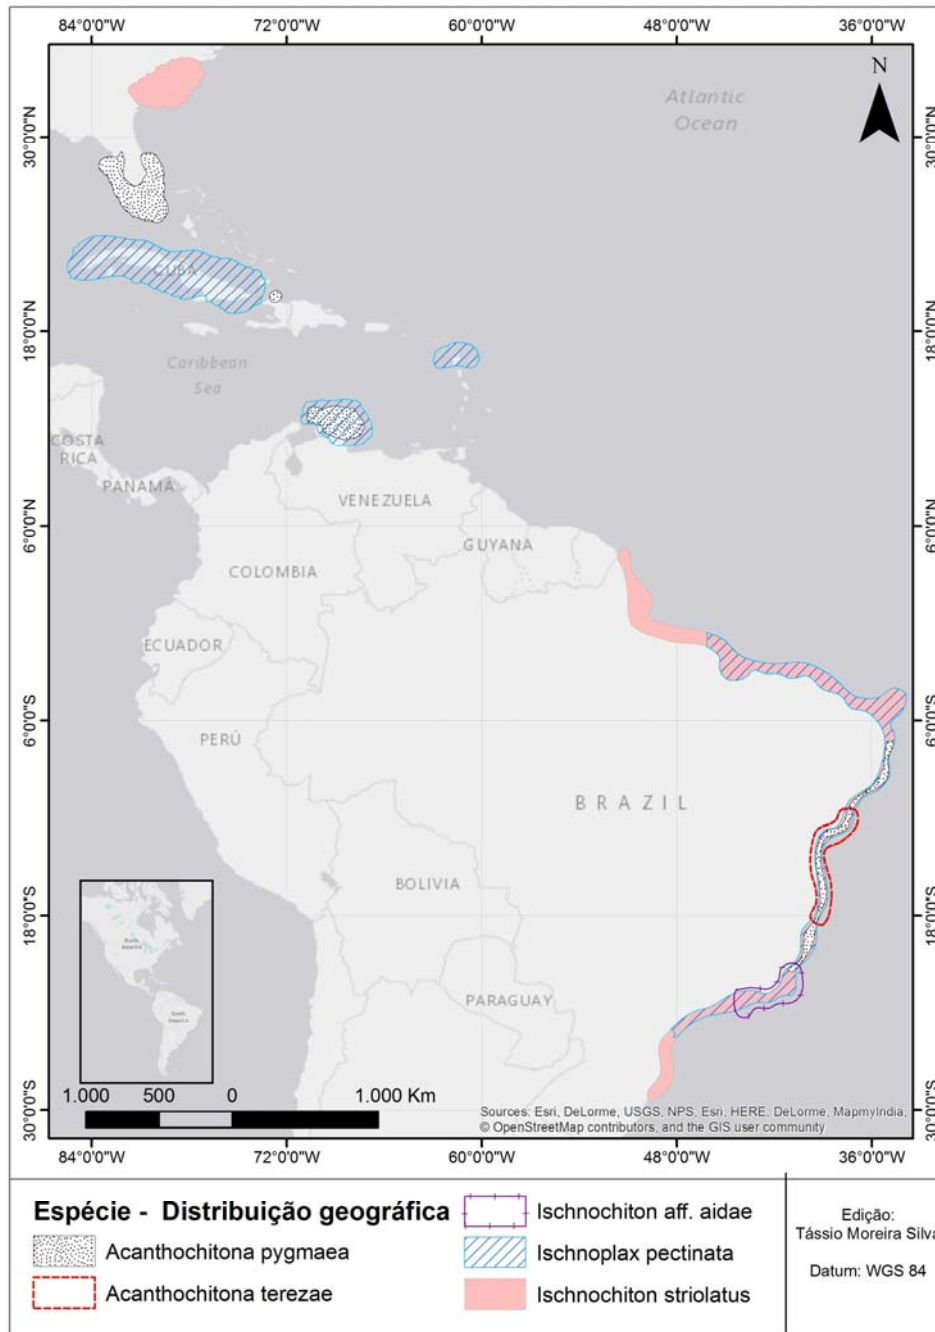 84°0'0"W 72°0'0"W 60°0'0"W 48°0'0"W 36°0'0"W
N
Atlantic
Ocean
30°0'0"N
30°0'0"N
CUBA
18°0'0"N
18°0'0"N
Caribbean
Sea
COSTA
RICA
PANAMÁ
VENEZUELA
6°0'0"N
6°0'0"N
GUYANA
COLOMBIA
ECUADOR
6°0'0"S
6°0'0"S
PERÚ
BRAZIL
BOLIVIA
18°0'0"S
18°0'0"S
North
America
South
America
PARAGUAY
1.000 500 0 1.000 Km
Sources: Esri, DeLorme, USGS, NPS, Esri, HERE, DeLorme, MapmyIndia,
© OpenStreetMap contributors, and the GIS user community
30°0'0"S
30°0'0"S
84°0'0"W 72°0'0"W 60°0'0"W 48°0'0"W 36°0'0"W
Espécie - Distribuição geográfica
Acanthochitona pygmaea
Acanthochitona terezae
Ischnochiton aff. aidae
Ischnoplax pectinata
Ischnochiton striolatus
Edição:
Tássio Moreira Silva
Datum: WGS 84